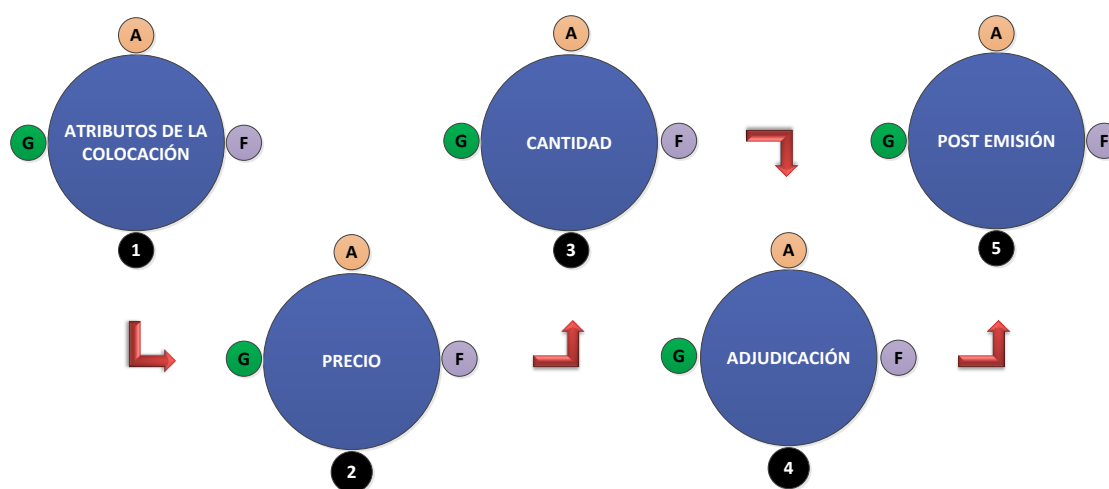 A
G
ATRIBUTOS DE LA
COLOCACIÓN
F
1
A
G
PRECIO
F
2
A
G
CANTIDAD
F
3
A
G
ADJUDICACIÓN
F
4
A
G
POST EMISIÓN
F
5